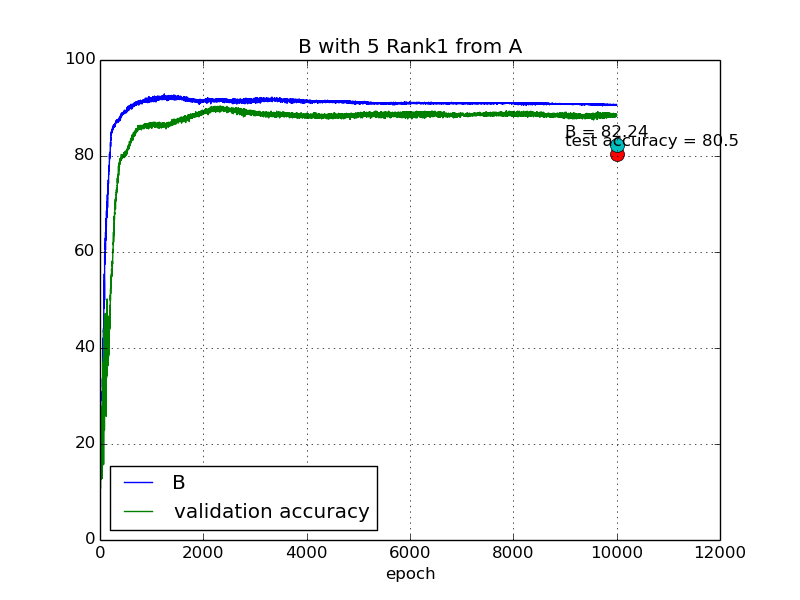 B with 5 Rank1 from A
100
80
60
40
20
0
B = 82.24
test accuracy = 80.5
B
validation accuracy
0 2000 4000 6000 8000 10000 12000
epoch